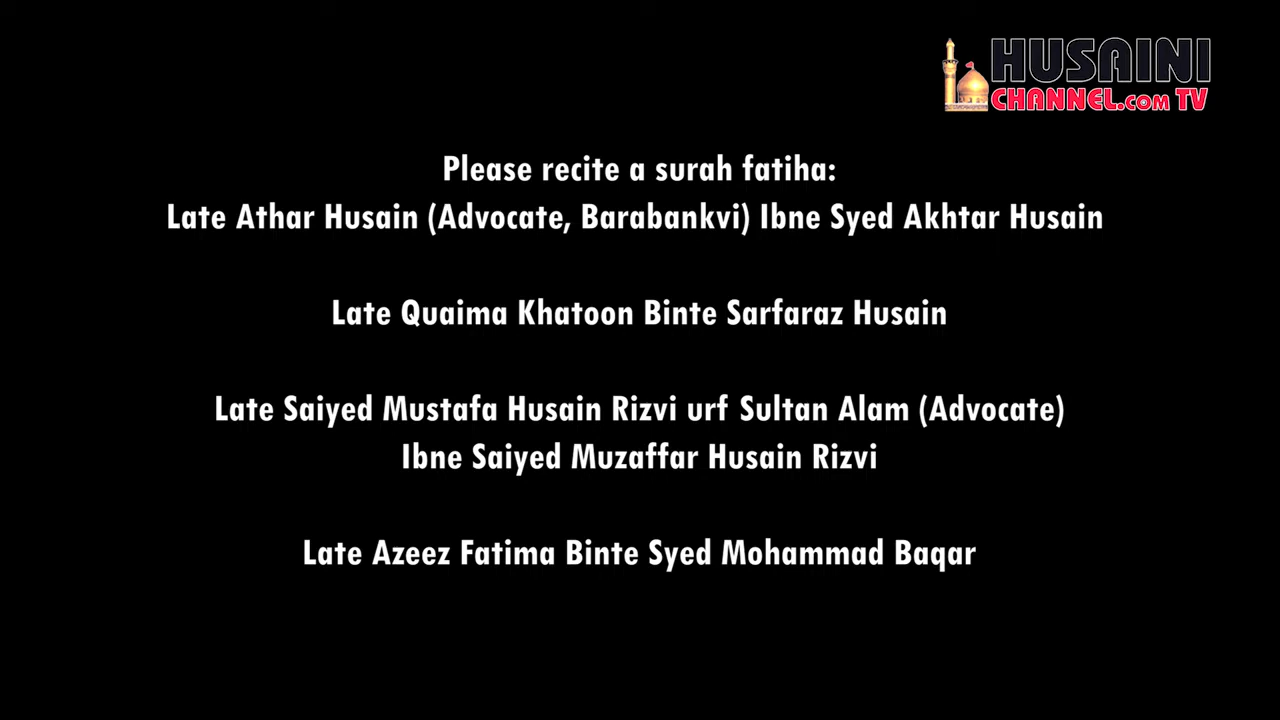 HUSAINI
CHANNEL.COM TV
Please recite a surah fatiha:
Late Athar Husain (Advocate, Barabankvi) Ibne Syed Akhtar Husain
Late Quaima Khatoon Binte Sarfaraz Husain
Late Saiyed Mustafa Husain Rizvi urf Sultan Alam (Advocate)
Ibne Saiyed Muzaffar Husain Rizvi
Late Azeez Fatima Binte Syed Mohammad Baqar